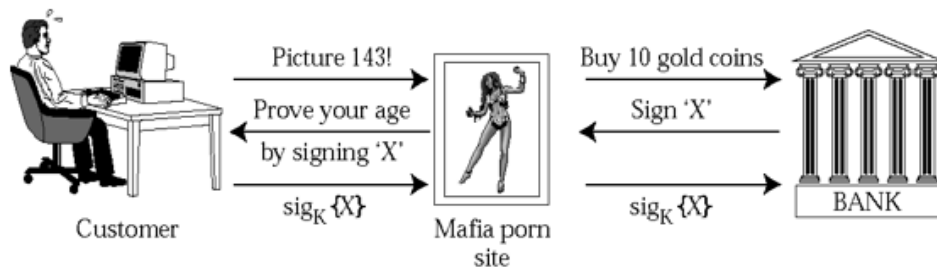 Picture 143!
Prove your age
by signing ‘X’
sigK {X}
Customer
Mafia porn
site
Buy 10 gold coins
Sign ‘X’
sigK {X}
BANK